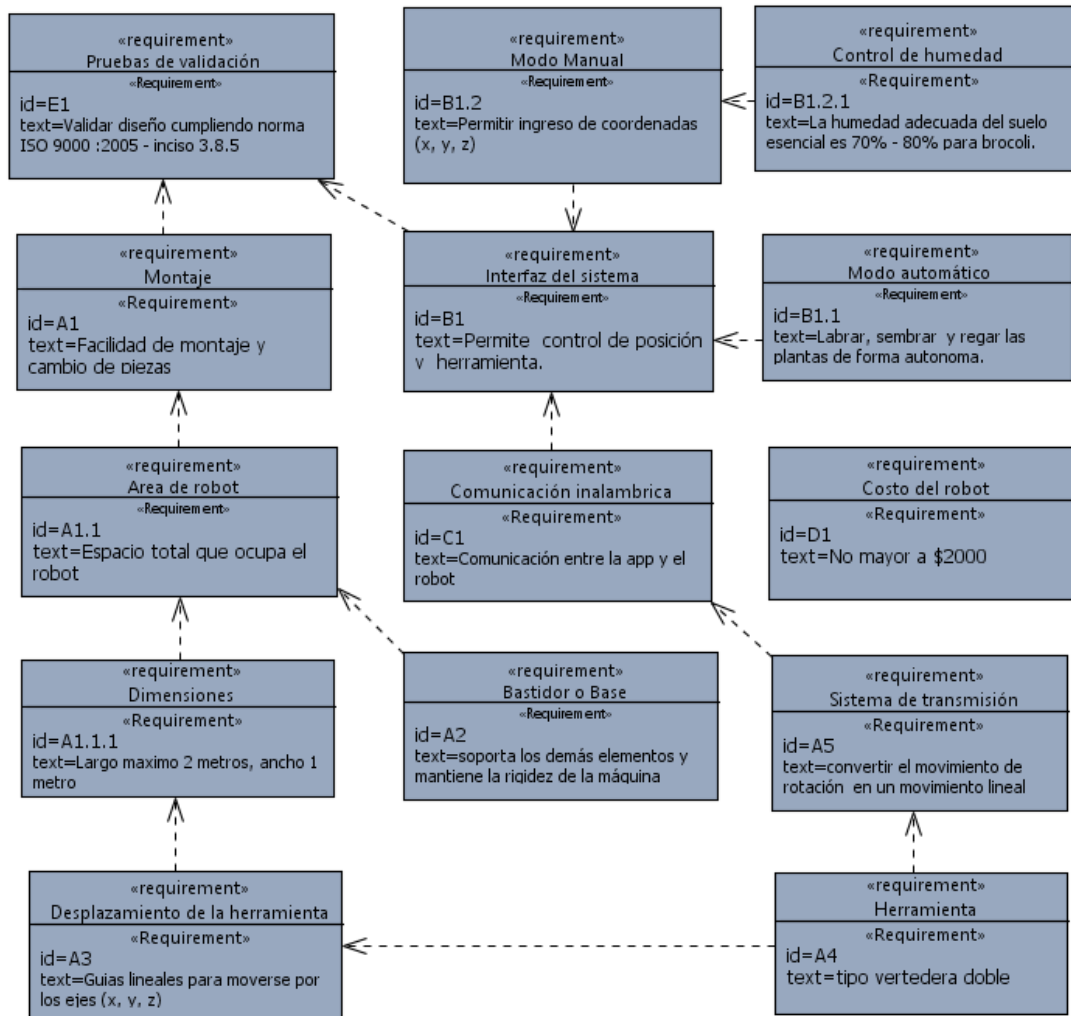 «requirement»
Pruebas de validación
«Requirement»
id=E1
text=Validar diseño cumpliendo norma
ISO 9000 :2005 - inciso 3.8.5
«requirement»
Modo Manual
«Requirement»
id=B1.2
text=Permitir ingreso de coordenadas
(x, y, z)
«requirement»
Control de humedad
«Requirement»
id=B1.2.1
text=La humedad adecuada del suelo
esencial es 70% - 80% para brocoli.
«requirement»
Montaje
«Requirement»
id=A1
text=Facilidad de montaje y
cambio de piezas
«requirement»
Interfaz del sistema
«Requirement»
id=B1
text=Permite control de posición
y herramienta.
«requirement»
Modo automático
«Requirement»
id=B1.1
text=Labrar, sembrar y regar las
plantas de forma autonoma.
«requirement»
Area de robot
«Requirement»
id=A1.1
text=Espacio total que ocupa el
robot
«requirement»
Comunicación inalambrica
«Requirement»
id=C1
text=Comunicación entre la app y el
robot
«requirement»
Costo del robot
«Requirement»
id=D1
text=No mayor a $2000
«requirement»
Dimensiones
«Requirement»
id=A1.1.1
text=Largo maximo 2 metros, ancho 1
metro
«requirement»
Bastidor o Base
«Requirement»
id=A2
text=soporta los demás elementos y
mantiene la rigidez de la máquina
«requirement»
Sistema de transmisión
«Requirement»
id=A5
text=convertir el movimiento de
rotación en un movimiento lineal
«requirement»
Desplazamiento de la herramienta
«Requirement»
id=A3
text=Guias lineales para moverse por
los ejes (x, y, z)
«requirement»
Herramienta
«Requirement»
id=A4
text=tipo vertedera doble